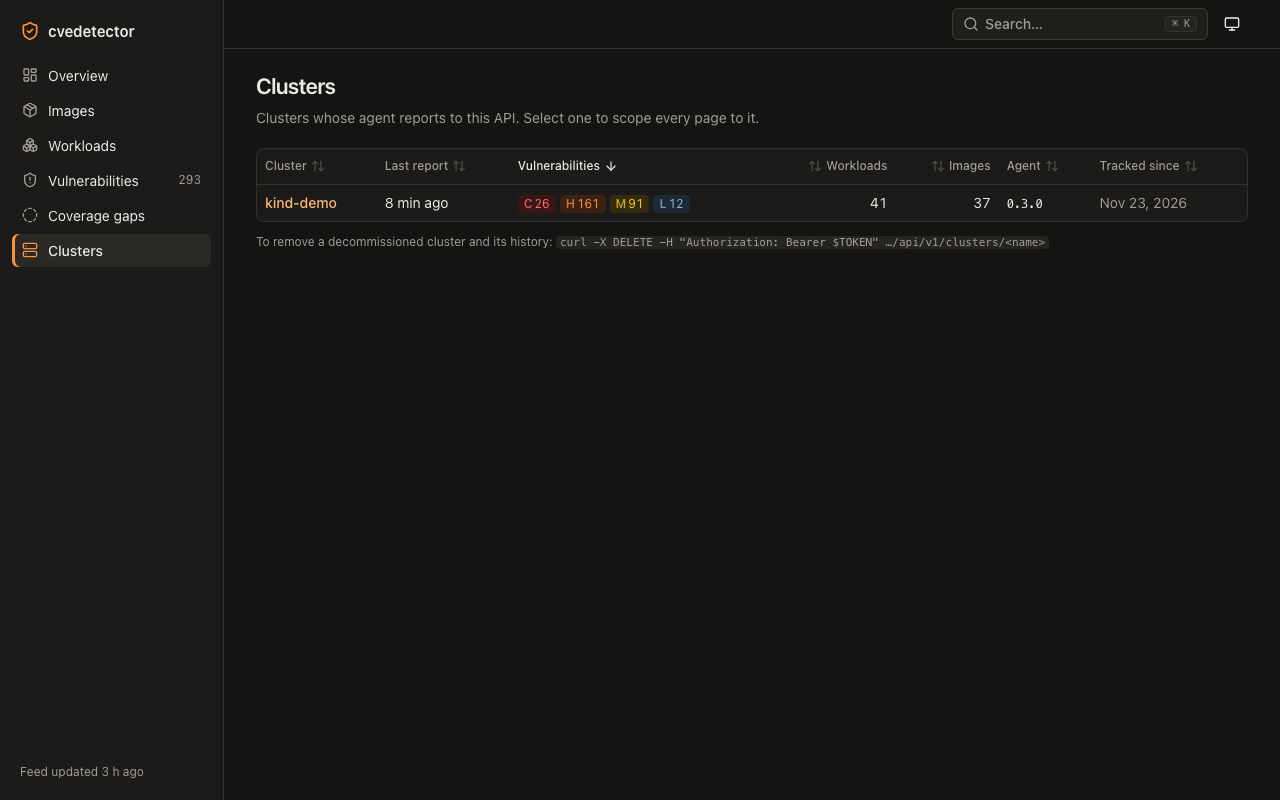 cvedetector
Search...
⌘ K
Overview
Images
Workloads
Vulnerabilities 293
Coverage gaps
Clusters
Clusters
Clusters whose agent reports to this API. Select one to scope every page to it.
Cluster Last report Vulnerabilities Workloads Images Agent Tracked since
kind-demo 8 min ago C 26 H 161 M 91 L 12 41 37 0.3.0 Nov 23, 2026
To remove a decommissioned cluster and its history: curl -X DELETE -H "Authorization: Bearer $TOKEN" …/api/v1/clusters/<name>
Feed updated 3 h ago